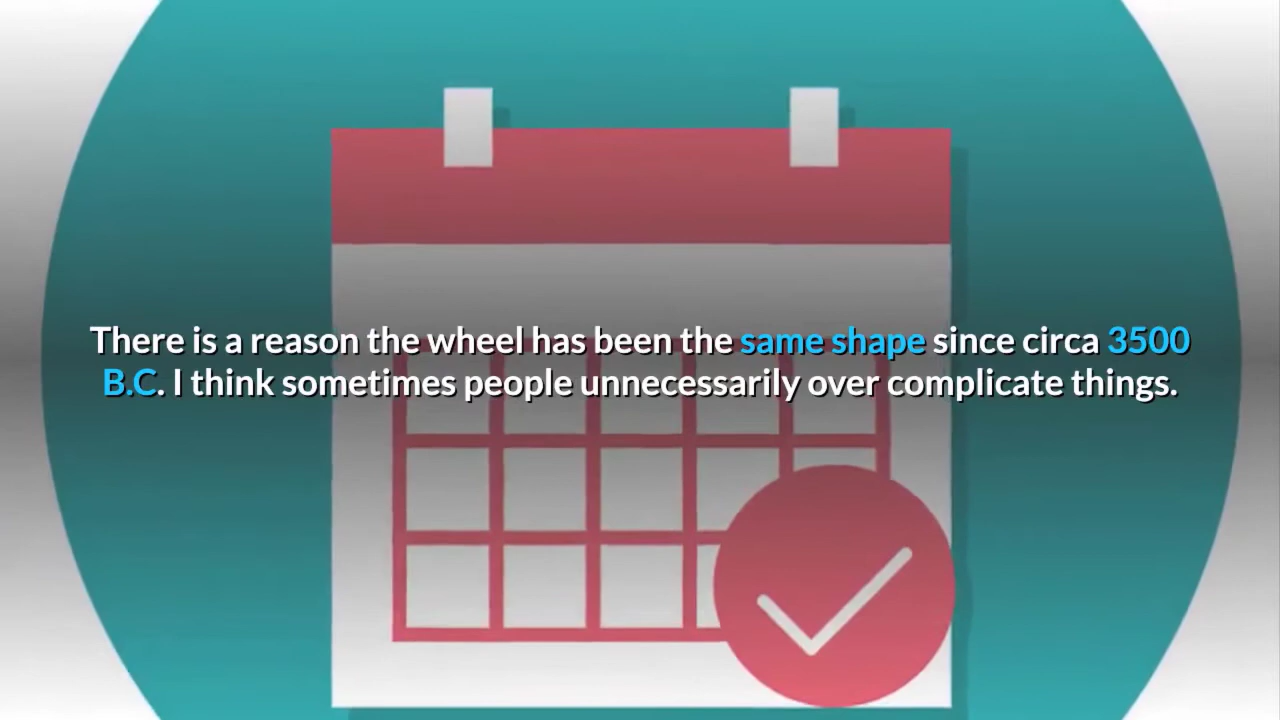 There is a reason the wheel has been the same shape since circa 3500
B.C. I think sometimes people unnecessarily over complicate things.